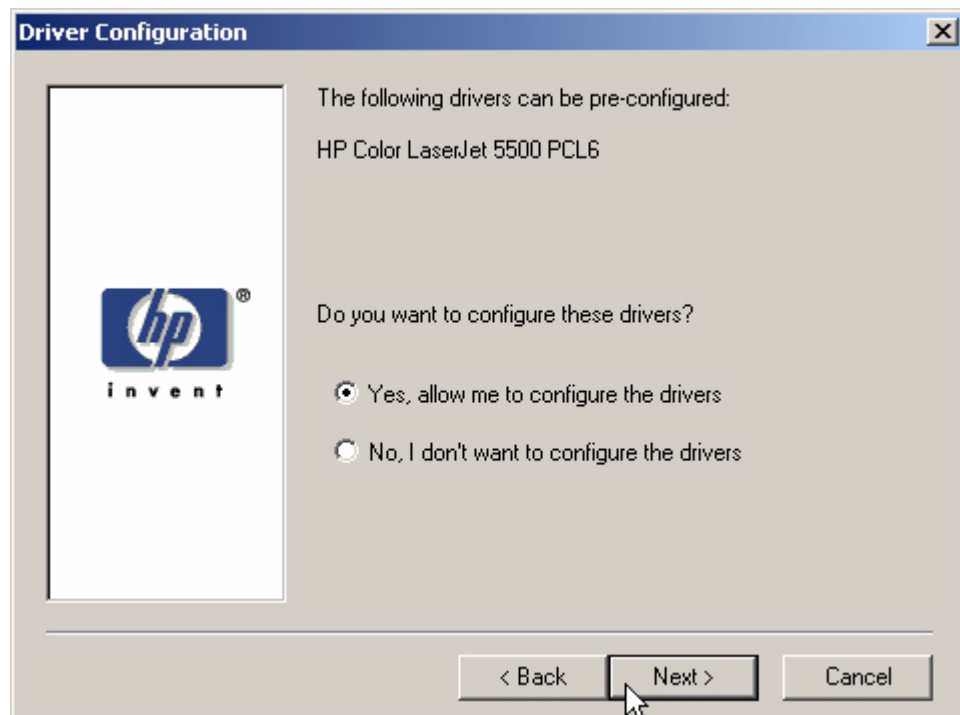 Driver Configuration
The following drivers can be pre-configured:
HP Color LaserJet 5500 PCL6
hp ®
invent
Do you want to configure these drivers?
Yes, allow me to configure the drivers
No, I don't want to configure the drivers
< Back Next > Cancel